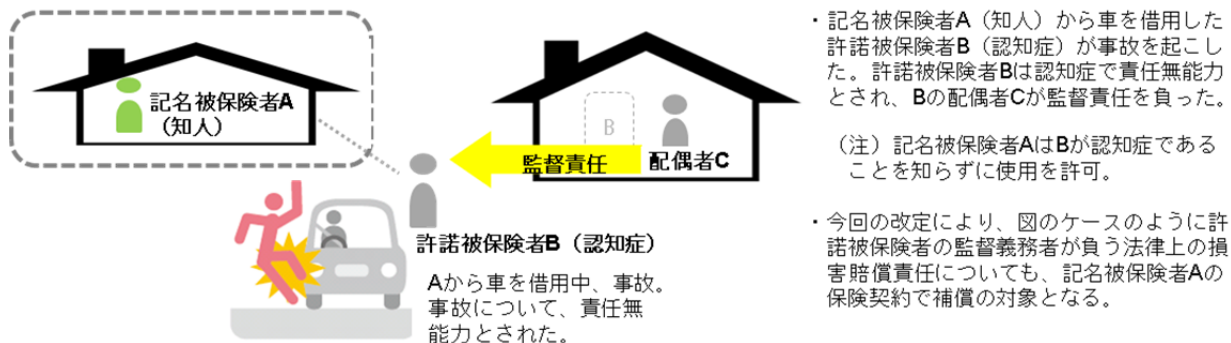 記名被保険者A
（知人）
B
監督責任
配偶者C
許諾被保険者B（認知症）
Aから車を借用中、事故。
事故について、責任無
能力とされた。
・記名被保険者A（知人）から車を借用した
許諾被保険者B（認知症）が事故を起こし
た。許諾被保険者Bは認知症で責任無能力
とされ、Bの配偶者Cが監督責任を負った。
（注）記名被保険者AはBが認知症である
ことを知らずに使用を許可。
・今回の改定により、図のケースのように許
諾被保険者の監督義務者が負う法律上の損
害賠償責任についても、記名被保険者Aの
保険契約で補償の対象となる。